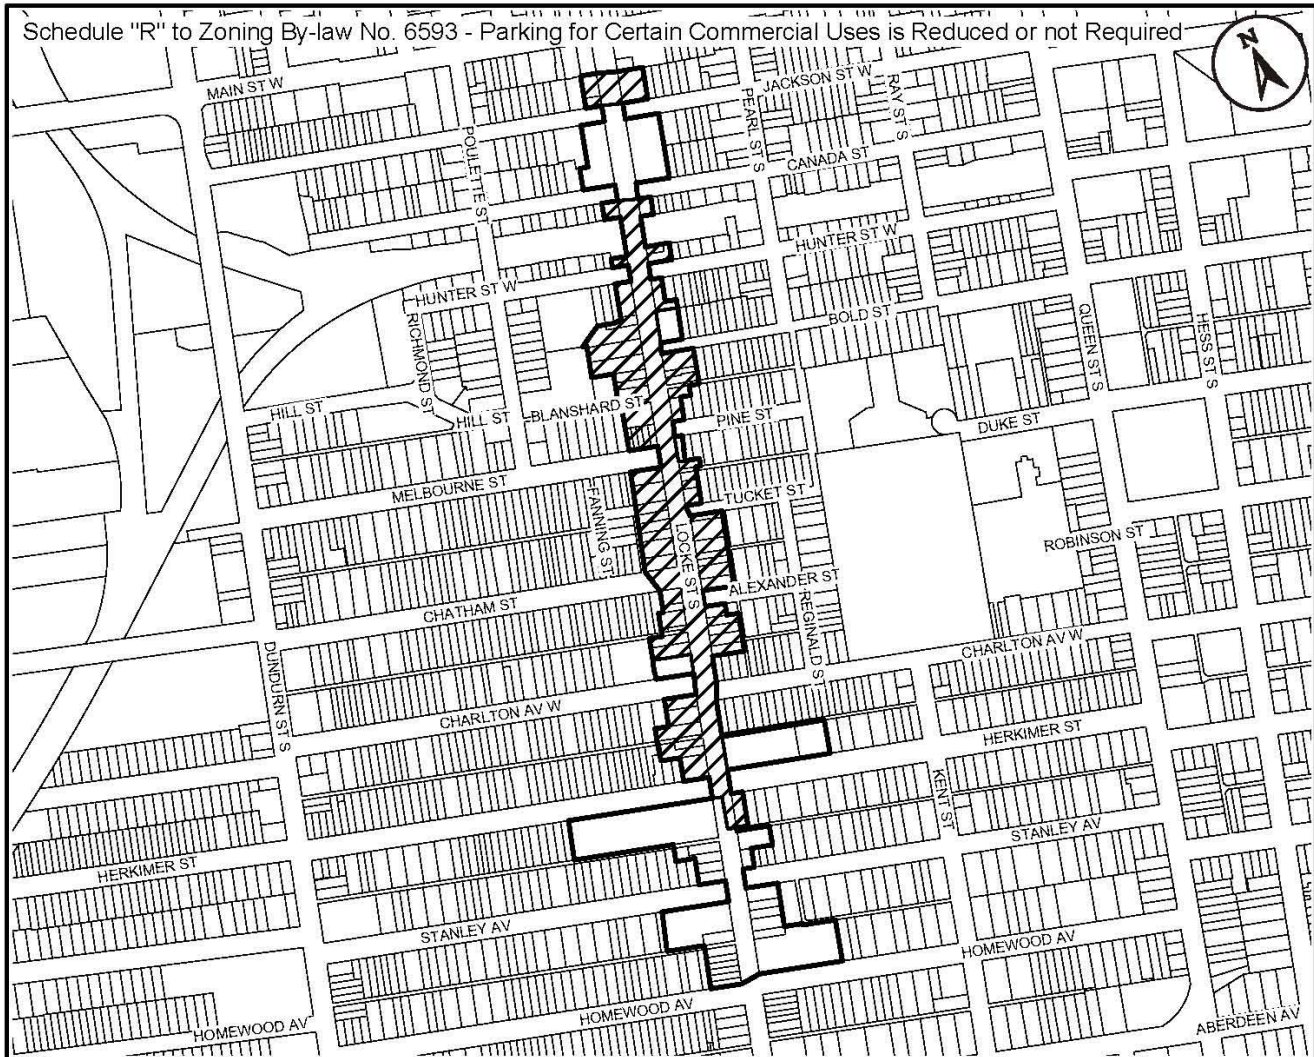 Schedule "R" to Zoning By-law No. 6593 - Parking for Certain Commercial Uses is Reduced or not Required
N
MAIN ST W
JACKSON ST W
RAY ST S
PEARL ST S
POULETTE ST
CANADA ST
HUNTER ST W
HUNTER ST W
BOLD ST
QUEEN ST S
HESS ST S
RICHMOND ST
HILL ST
HILL ST
BLANSHARD ST
PINE ST
DUKE ST
MELBOURNE ST
FANNING ST
TUCKET ST
LOCKE ST S
ROBINSON ST
ALEXANDER ST
REGINALD ST
CHATHAM ST
DUNDURN ST S
CHARLTON AV W
CHARLTON AV W
HERKIMER ST
KENT ST
STANLEY AV
HERKIMER ST
STANLEY AV
HOMEWOOD AV
HOMEWOOD AV
HOMEWOOD AV
ABERDEEN AV